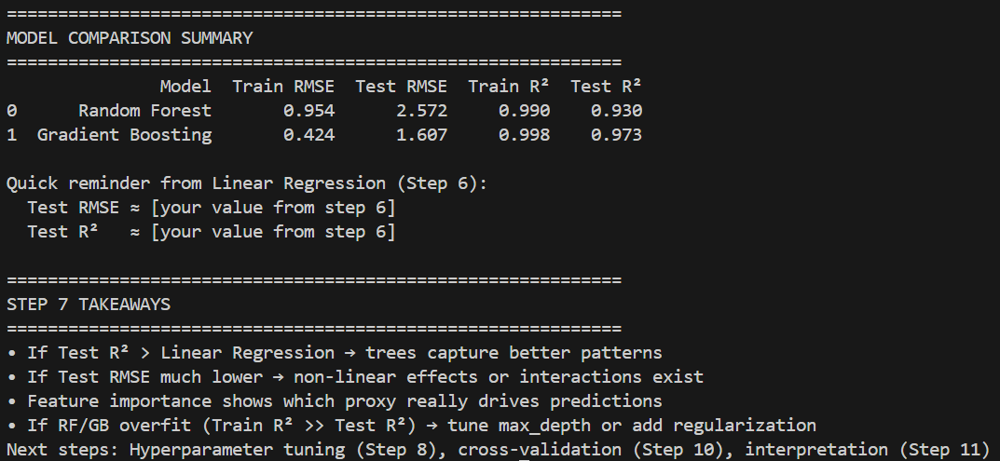 ============================================================
MODEL COMPARISON SUMMARY
============================================================
               Model  Train RMSE  Test RMSE  Train R²  Test R²
0      Random Forest       0.954      2.572     0.990    0.930
1  Gradient Boosting       0.424      1.607     0.998    0.973

Quick reminder from Linear Regression (Step 6):
  Test RMSE ≈ [your value from step 6]
  Test R²   ≈ [your value from step 6]

============================================================
STEP 7 TAKEAWAYS
============================================================
• If Test R² > Linear Regression → trees capture better patterns
• If Test RMSE much lower → non-linear effects or interactions exist
• Feature importance shows which proxy really drives predictions
• If RF/GB overfit (Train R² >> Test R²) → tune max_depth or add regularization
Next steps: Hyperparameter tuning (Step 8), cross-validation (Step 10), interpretation (Step 11)